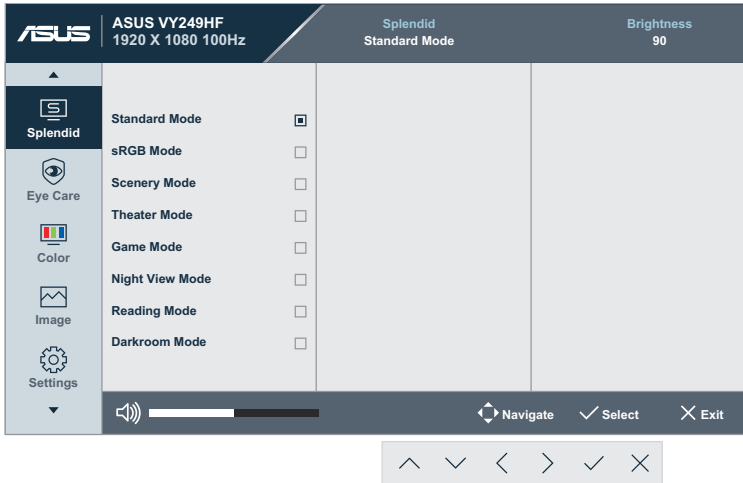 ASUS
ASUS VY249HF
1920 X 1080 100Hz
Splendid
Standard Mode
Brightness
90
Splendid
Eye Care
Color
Image
Settings
Standard Mode
sRGB Mode
Scenery Mode
Theater Mode
Game Mode
Night View Mode
Reading Mode
Darkroom Mode
Navigate
Select
Exit